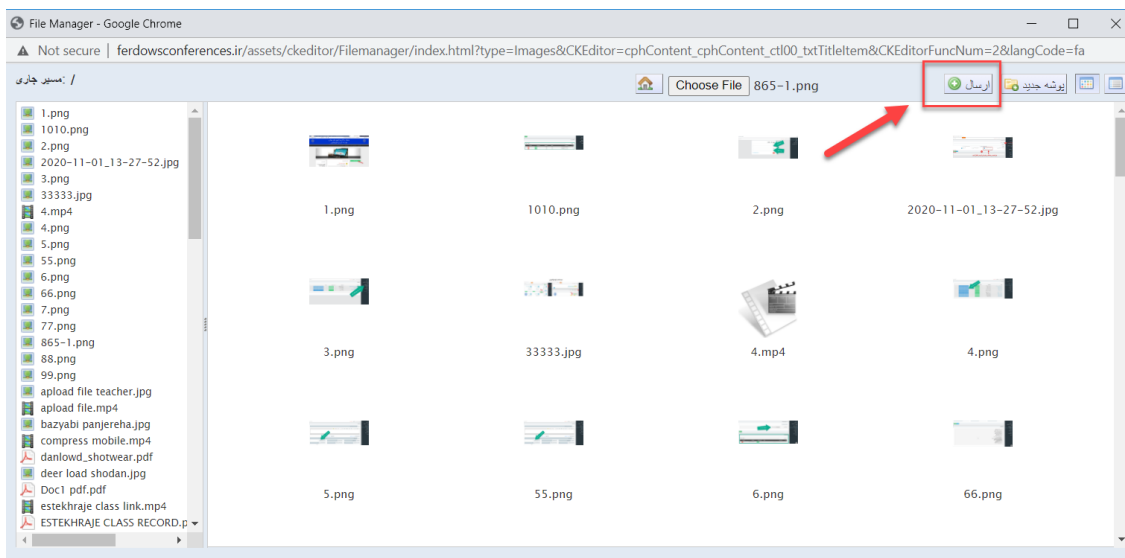 File Manager - Google Chrome
Not secure | ferdowsconferences.ir/assets/ckeditor/Filemanager/index.html?type=Images&CKEditor=cphContent_cphContent_ctl00_txtTitleItem&CKEditorFuncNum=2&langCode=fa
مسیر جاری: /
Choose File 865-1.png
ارسال
پوشه جدید
1.png
1010.png
2.png
2020-11-01_13-27-52.jpg
3.png
33333.jpg
4.mp4
4.png
5.png
55.png
6.png
66.png
7.png
77.png
865-1.png
88.png
99.png
apload file teacher.jpg
apload file.mp4
bazyabi panjereha.jpg
compress mobile.mp4
danlowd_shotwear.pdf
deer load shodan.jpg
Doc1 pdf.pdf
estekhraje class link.mp4
ESTEKHRAJE CLASS RECORD.p
1.png
1010.png
2.png
2020-11-01_13-27-52.jpg
3.png
33333.jpg
4.mp4
4.png
5.png
55.png
6.png
66.png